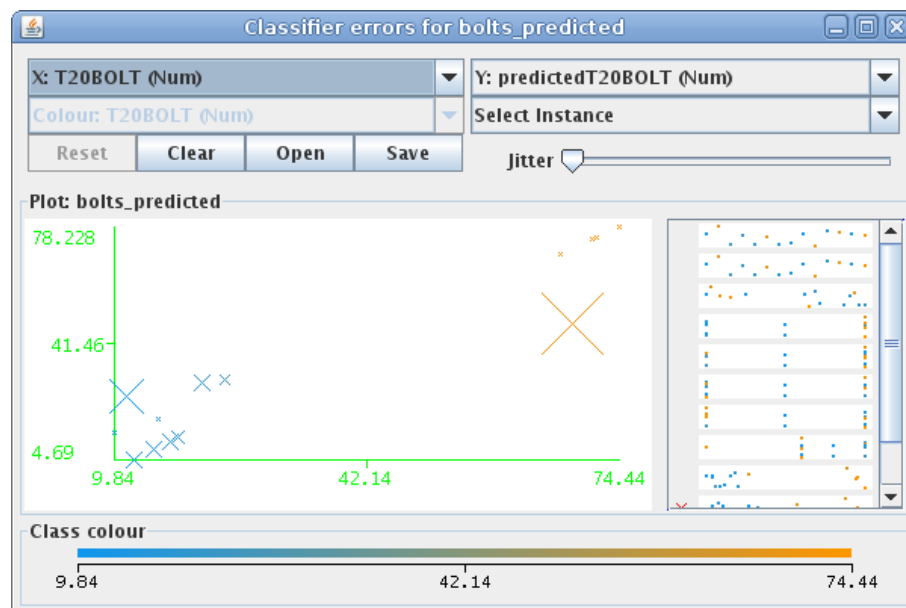 Classifier errors for bolts_predicted
X: T20BOLT (Num)
Y: predictedT20BOLT (Num)
Colour: T20BOLT (Num)
Select Instance
Reset
Clear
Open
Save
Jitter
Plot: bolts_predicted
78.228
41.46
4.69
9.84
42.14
74.44
Class colour
9.84
42.14
74.44